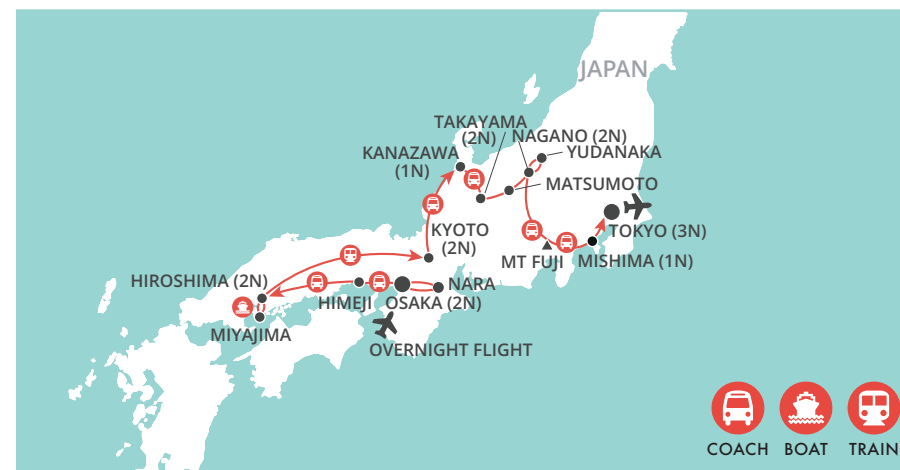 JAPAN
TAKAYAMA
(2N)
NAGANO (2N)
YUDANAKA
KANAZAWA
(1N)
MATSUMOTO
KYOTO
(2N)
TOKYO (3N)
MT FUJI
MISHIMA (1N)
HIROSHIMA (2N)
NARA
HIMEJI
OSAKA (2N)
MIYAJIMA
OVERNIGHT FLIGHT
COACH
BOAT
TRAIN